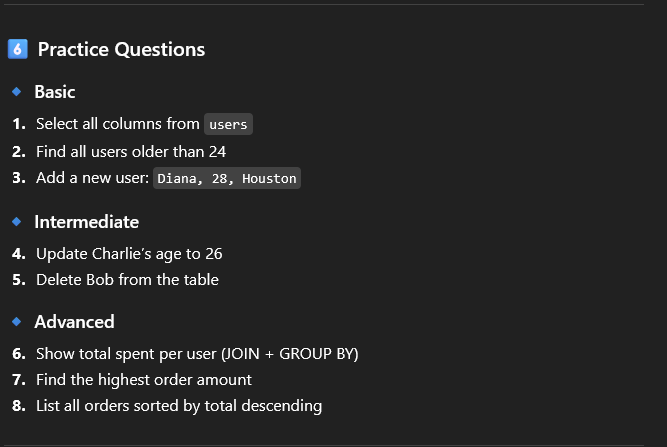 6 Practice Questions
Basic
1. Select all columns from users
2. Find all users older than 24
3. Add a new user: Diana, 28, Houston
Intermediate
4. Update Charlie’s age to 26
5. Delete Bob from the table
Advanced
6. Show total spent per user (JOIN + GROUP BY)
7. Find the highest order amount
8. List all orders sorted by total descending